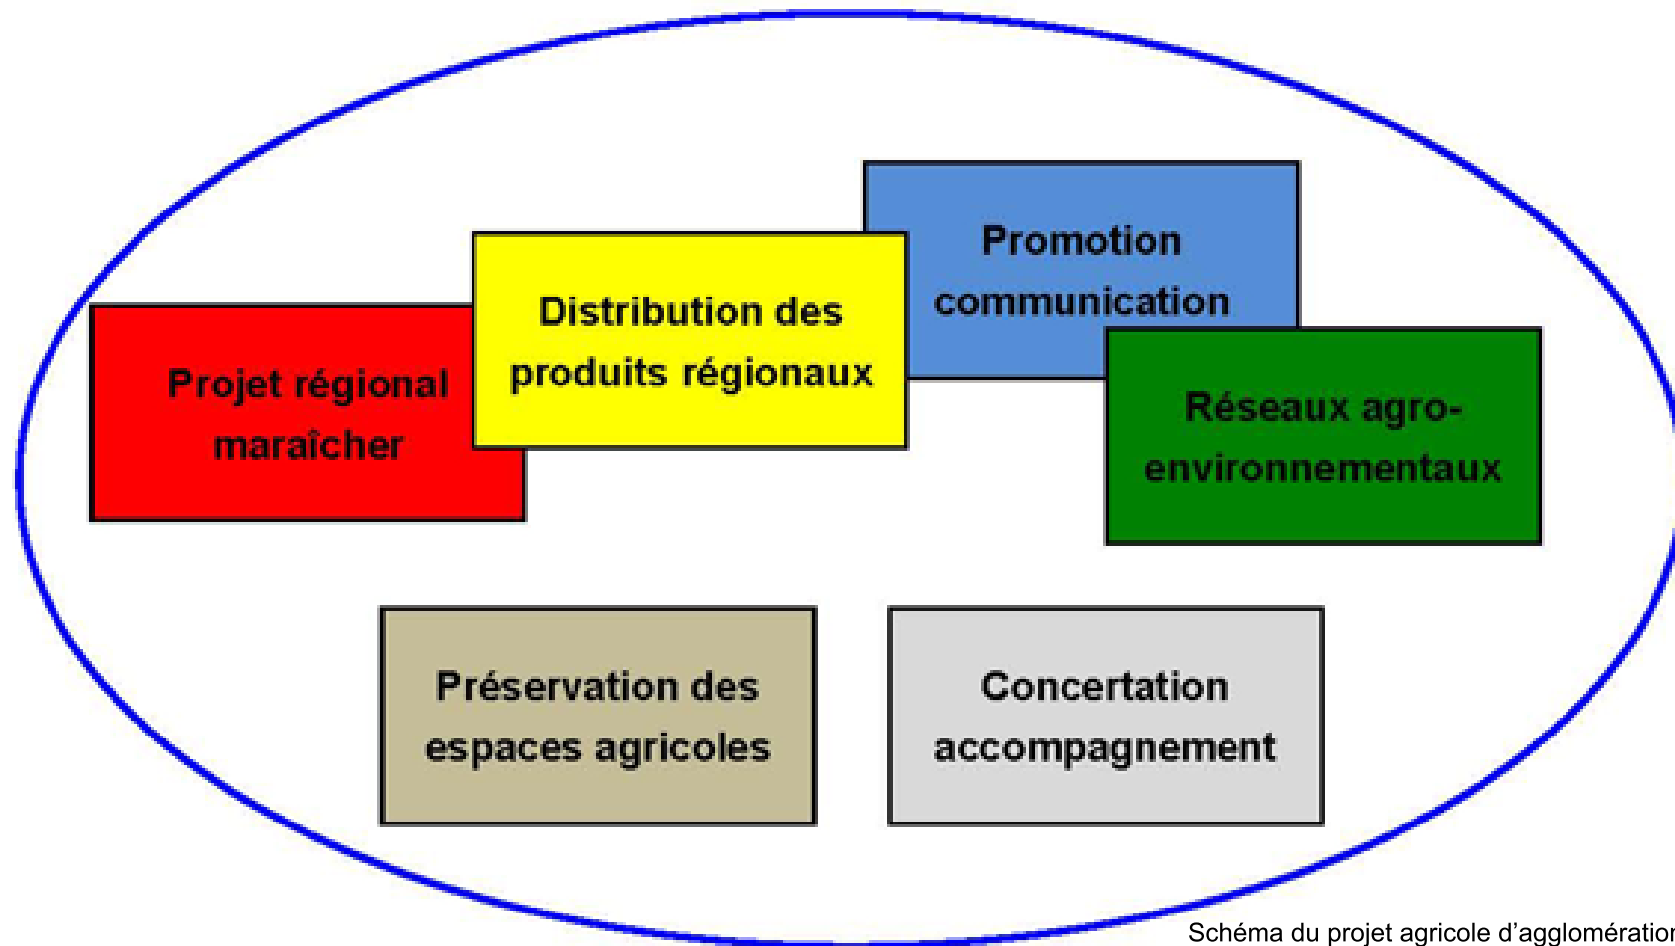 Promotion
communication
Distribution des
produits régionaux
Projet régional
maraîcher
Réseaux agro-
environnementaux
Préservation des
espaces agricoles
Concertation
accompagnement
Schéma du projet agricole d’agglomération